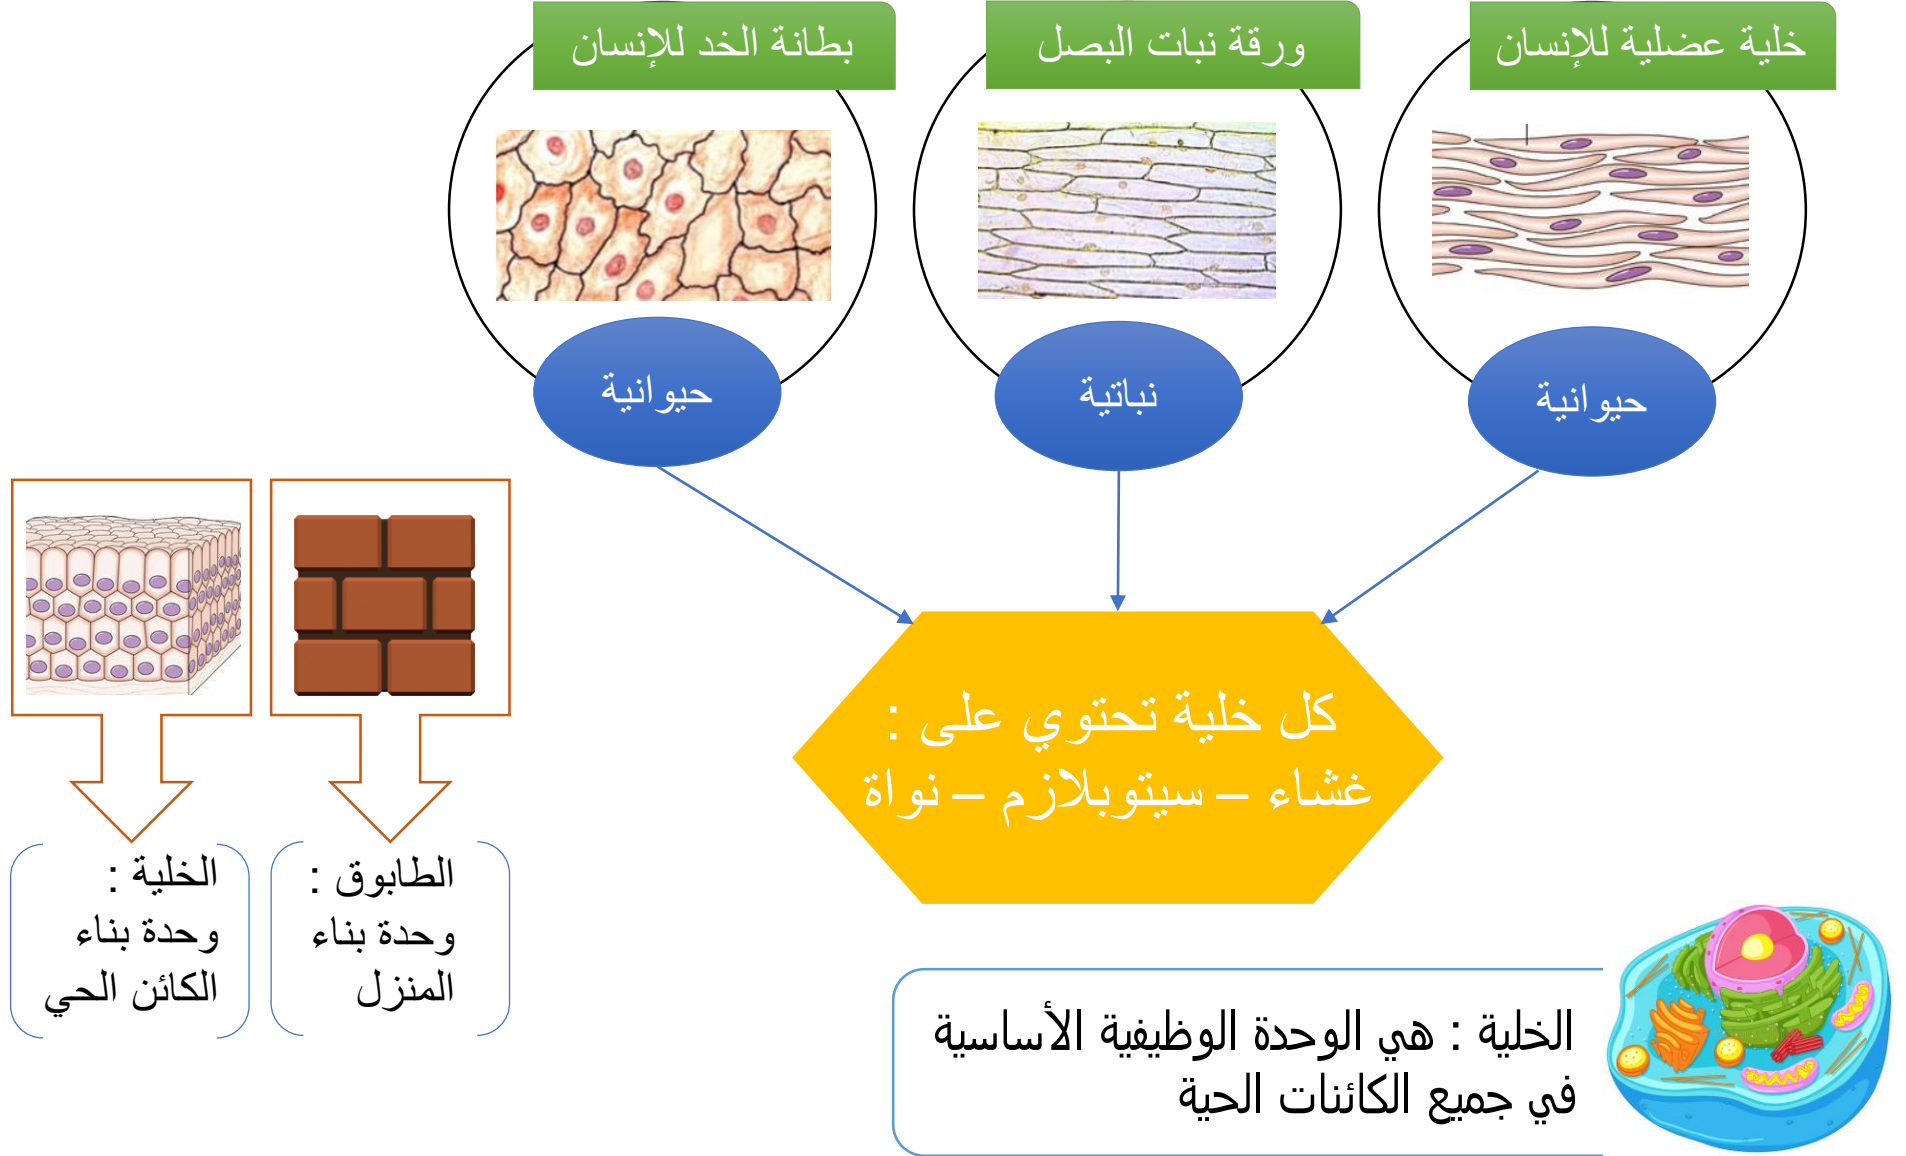 خلية عضلية للإنسان
ورقة نبات البصل
بطانة الخد للإنسان
حيوانية
نباتية
حيوانية
كل خلية تحتوي على :
غشاء – سيتوبلازم – نواة
الطابوق :
وحدة بناء
المنزل
الخلية :
وحدة بناء
الكائن الحي
الخلية : هي الوحدة الوظيفية الأساسية
في جميع الكائنات الحية